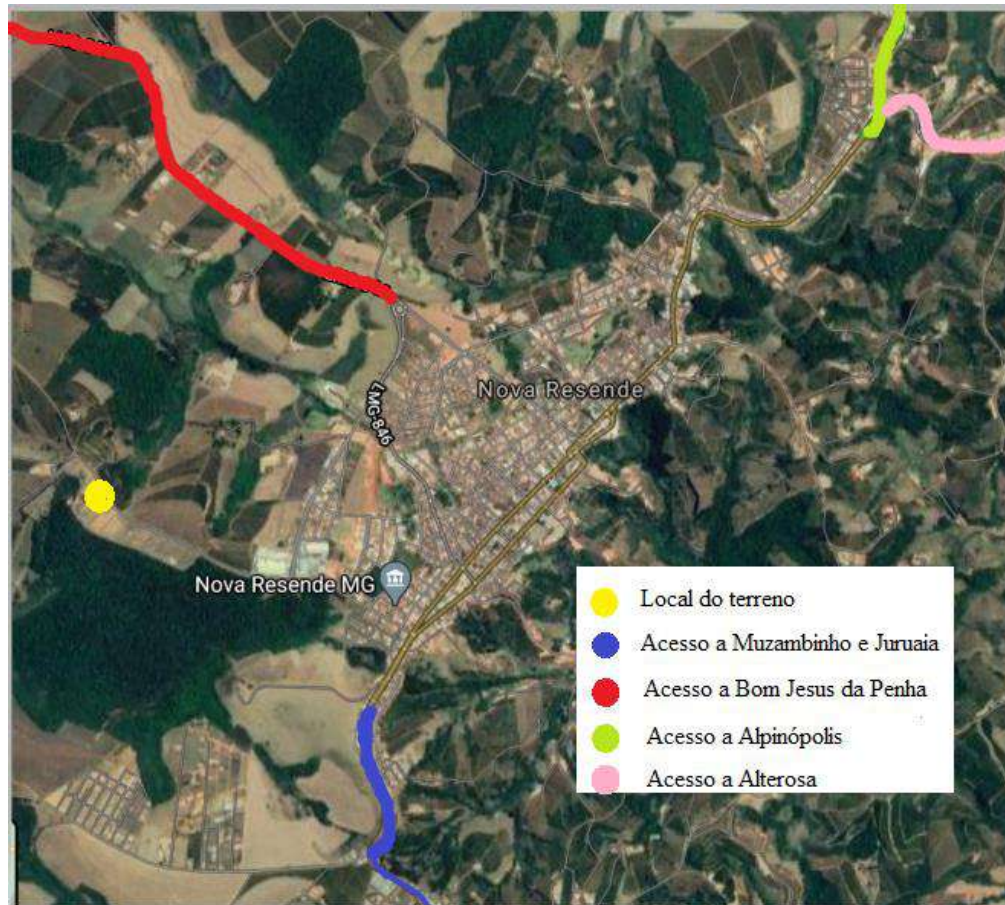 Nova Resende
MG-846
Nova Resende MG
Local do terreno
Acesso a Muzambinho e Juruaia
Acesso a Bom Jesus da Penha
Acesso a Alpinópolis
Acesso a Alterosa